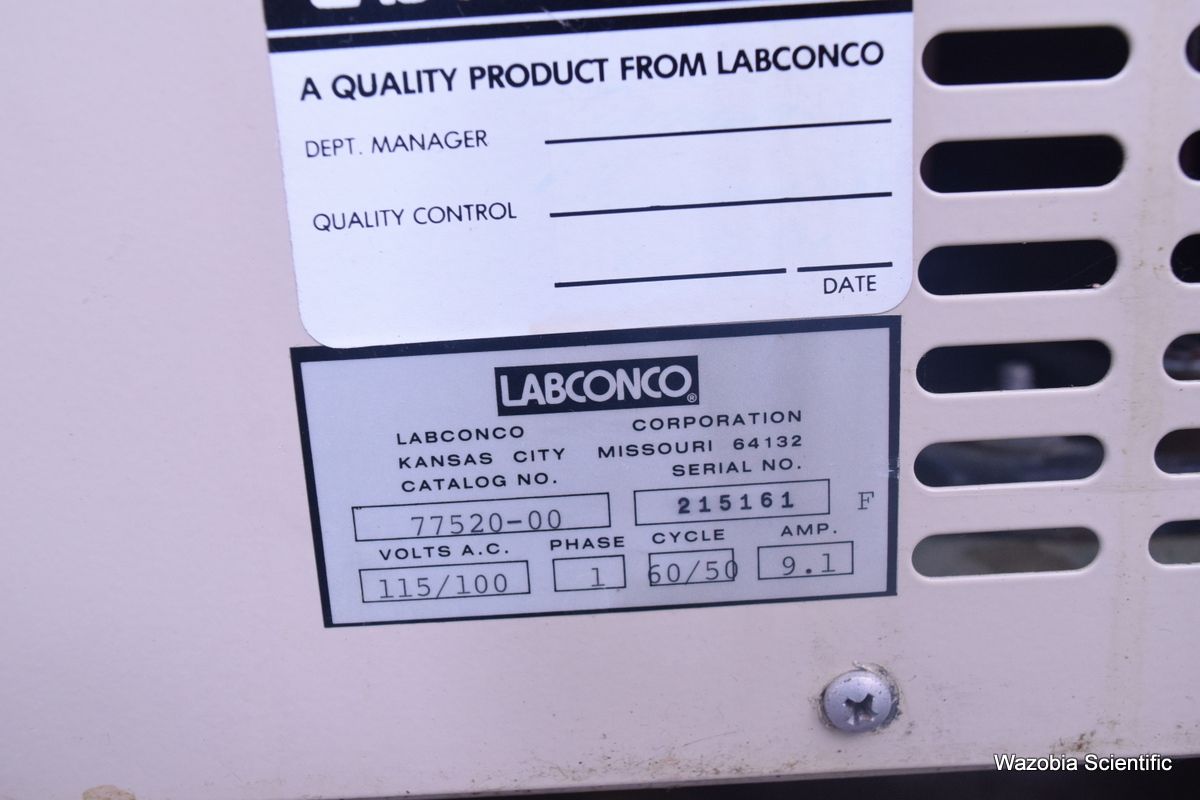 A QUALITY PRODUCT FROM LABCONCO
DEPT. MANAGER
QUALITY CONTROL
DATE
LABCONCO®
LABCONCO CORPORATION
KANSAS CITY MISSOURI 64132
CATALOG NO. SERIAL NO.
77520-00 215161 F
VOLTS A.C. PHASE CYCLE AMP.
115/100 1 60/50 9.1
Wazobia Scientific